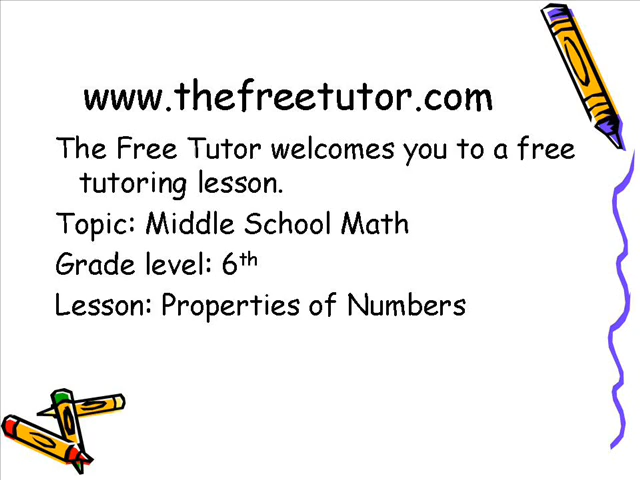 www.thefreetutor.com
The Free Tutor welcomes you to a free
tutoring lesson.
Topic: Middle School Math
Grade level: 6th
Lesson: Properties of Numbers